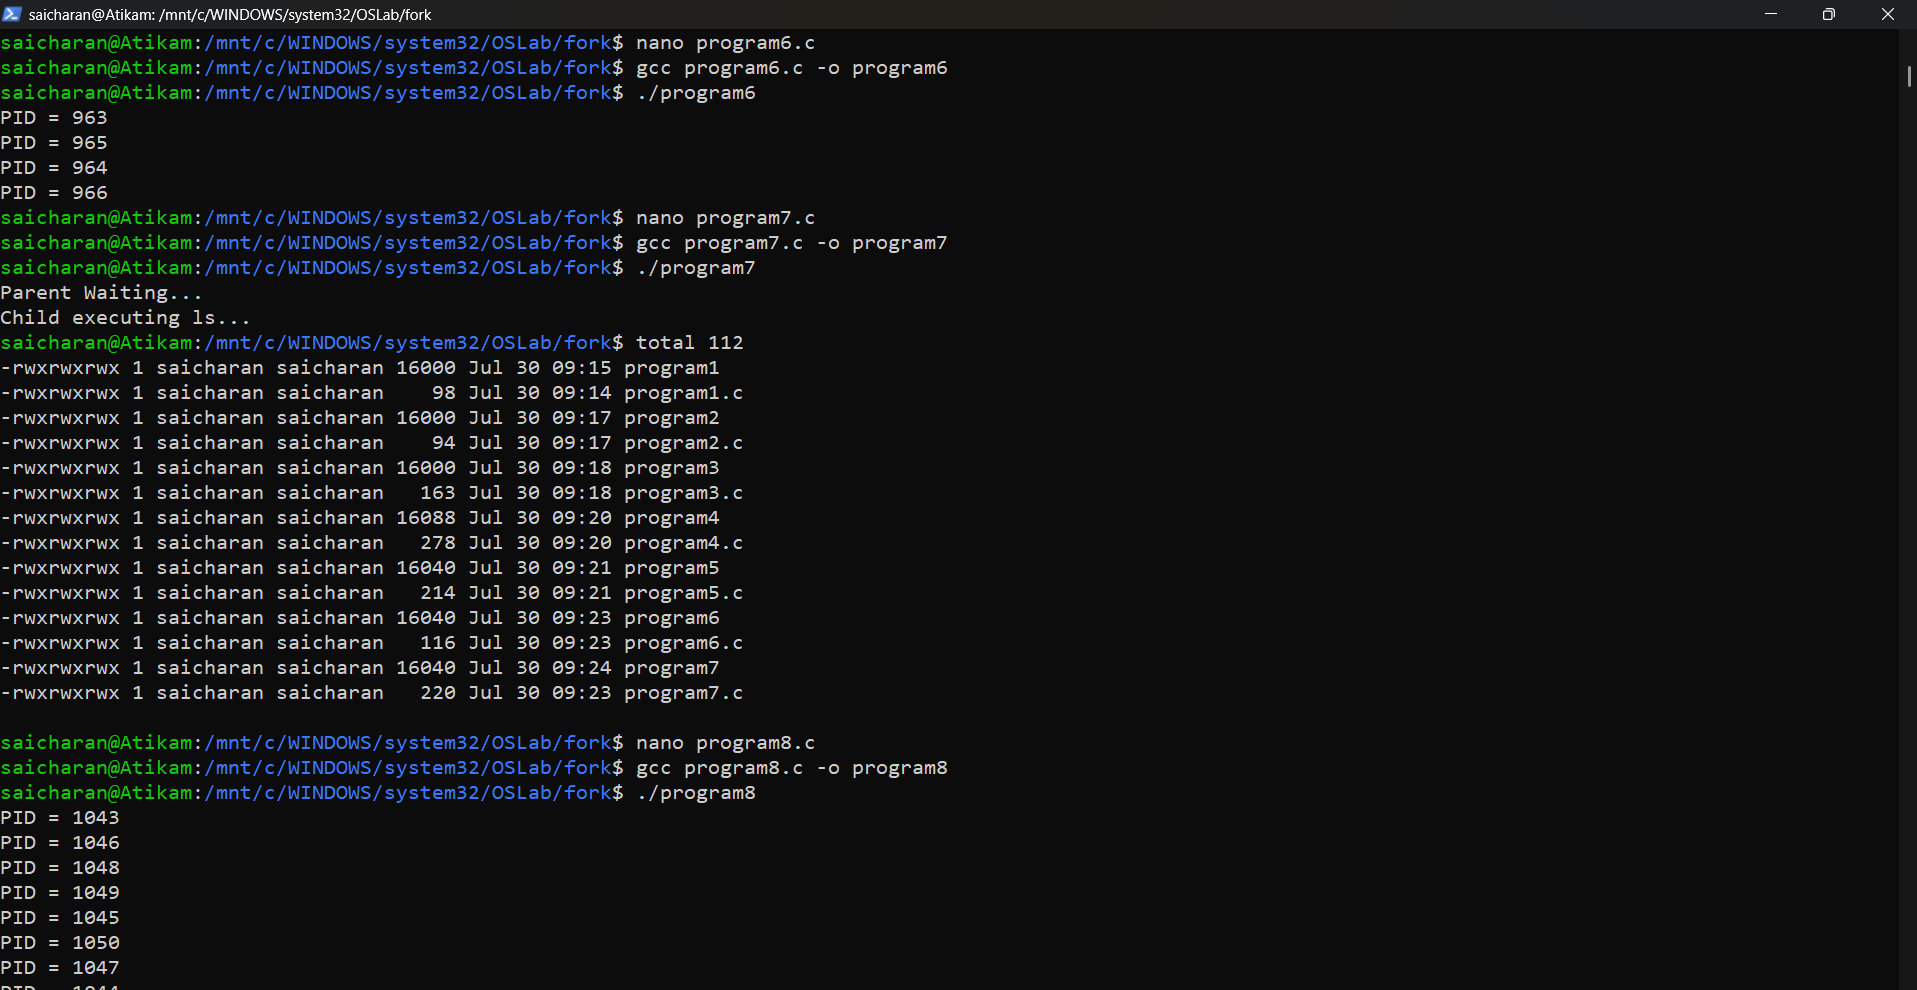 saicharan@Atikam: /mnt/c/WINDOWS/system32/OSLab/fork
saicharan@Atikam:/mnt/c/WINDOWS/system32/OSLab/fork$ nano program6.c
saicharan@Atikam:/mnt/c/WINDOWS/system32/OSLab/fork$ gcc program6.c -o program6
saicharan@Atikam:/mnt/c/WINDOWS/system32/OSLab/fork$ ./program6
PID = 963
PID = 965
PID = 964
PID = 966
saicharan@Atikam:/mnt/c/WINDOWS/system32/OSLab/fork$ nano program7.c
saicharan@Atikam:/mnt/c/WINDOWS/system32/OSLab/fork$ gcc program7.c -o program7
saicharan@Atikam:/mnt/c/WINDOWS/system32/OSLab/fork$ ./program7
Parent Waiting...
Child executing ls...
saicharan@Atikam:/mnt/c/WINDOWS/system32/OSLab/fork$ total 112
-rwxrwxrwx 1 saicharan saicharan 16000 Jul 30 09:15 program1
-rwxrwxrwx 1 saicharan saicharan    98 Jul 30 09:14 program1.c
-rwxrwxrwx 1 saicharan saicharan 16000 Jul 30 09:17 program2
-rwxrwxrwx 1 saicharan saicharan    94 Jul 30 09:17 program2.c
-rwxrwxrwx 1 saicharan saicharan 16000 Jul 30 09:18 program3
-rwxrwxrwx 1 saicharan saicharan   163 Jul 30 09:18 program3.c
-rwxrwxrwx 1 saicharan saicharan 16088 Jul 30 09:20 program4
-rwxrwxrwx 1 saicharan saicharan   278 Jul 30 09:20 program4.c
-rwxrwxrwx 1 saicharan saicharan 16040 Jul 30 09:21 program5
-rwxrwxrwx 1 saicharan saicharan   214 Jul 30 09:21 program5.c
-rwxrwxrwx 1 saicharan saicharan 16040 Jul 30 09:23 program6
-rwxrwxrwx 1 saicharan saicharan   116 Jul 30 09:23 program6.c
-rwxrwxrwx 1 saicharan saicharan 16040 Jul 30 09:24 program7
-rwxrwxrwx 1 saicharan saicharan   220 Jul 30 09:23 program7.c
saicharan@Atikam:/mnt/c/WINDOWS/system32/OSLab/fork$ nano program8.c
saicharan@Atikam:/mnt/c/WINDOWS/system32/OSLab/fork$ gcc program8.c -o program8
saicharan@Atikam:/mnt/c/WINDOWS/system32/OSLab/fork$ ./program8
PID = 1043
PID = 1046
PID = 1048
PID = 1049
PID = 1045
PID = 1050
PID = 1047